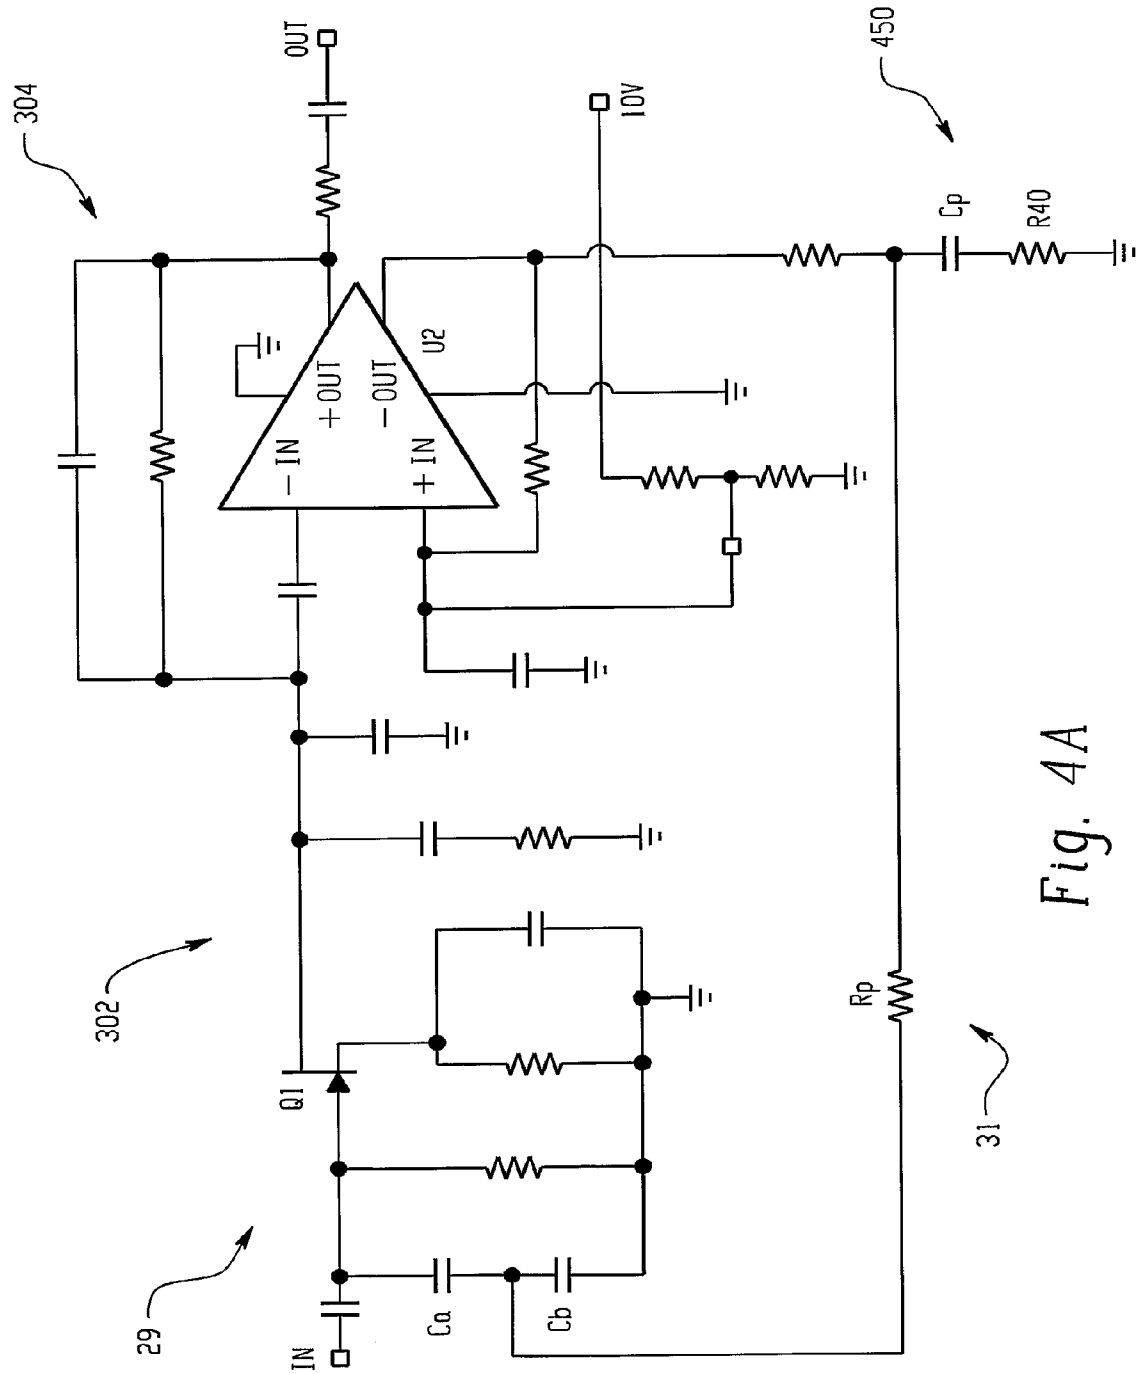 304
OUT
450
10V
Cp
R40
U2
+OUT
-OUT
-IN
+IN
302
Q1
Rp
31
29
IN
Ca
Cb
Fig. 4A